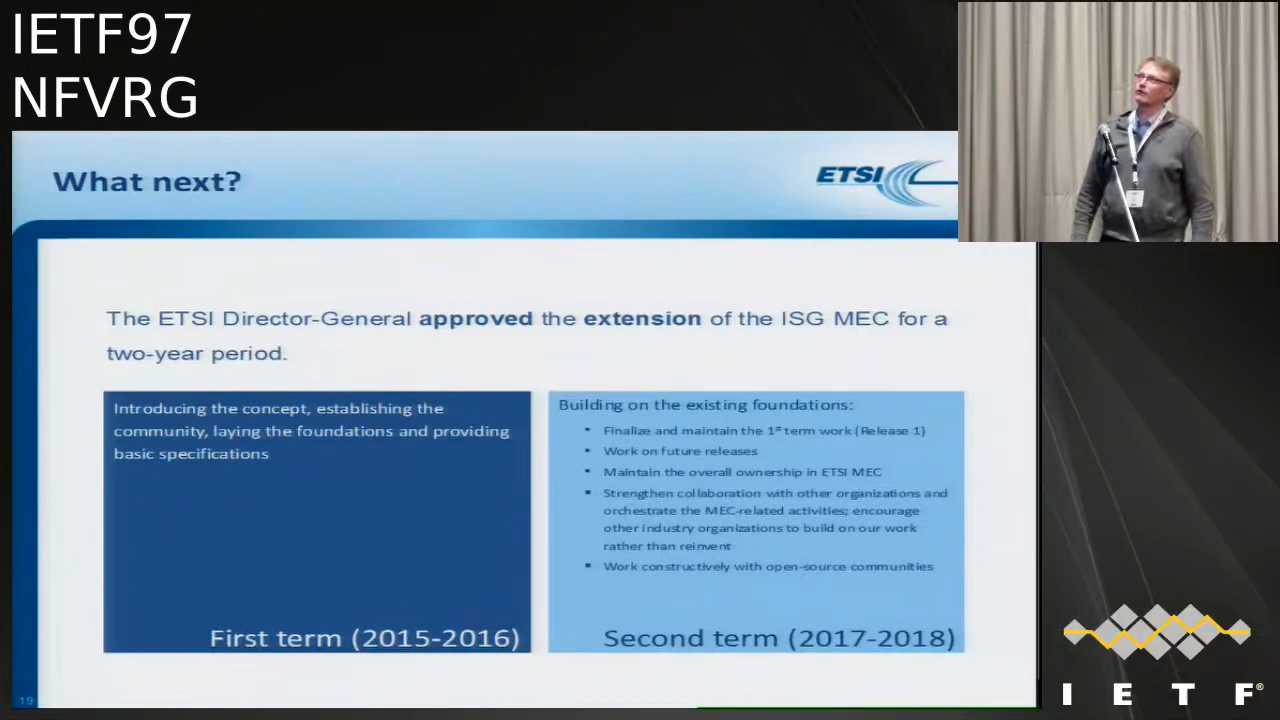 IETF97
NFVRG
What next?
ETSI
The ETSI Director-General approved the extension of the ISG MEC for a
two-year period.
Introducing the concept, establishing the
community, laying the foundations and providing
basic specifications
First term (2015-2016)
Building on the existing foundations:
▪ Finalize and maintain the 1st term work (Release 1)
▪ Work on future releases
▪ Maintain the overall ownership in ETSI MEC
▪ Strengthen collaboration with other organizations and
orchestrate the MEC-related activities; encourage
other Industry organizations to build on our work
rather than reinvent
▪ Work constructively with open-source communities
Second term (2017-2018)
19
I E T F®